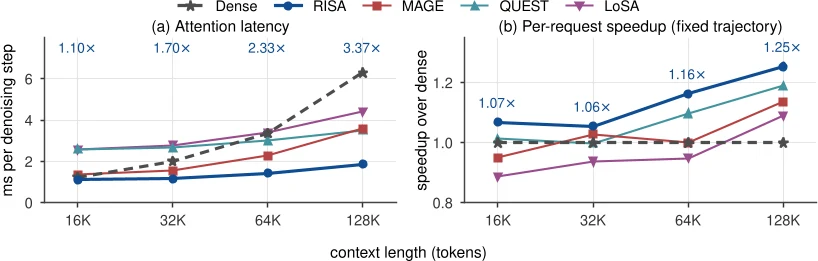 Dense RISA MAGE QUEST LoSA
(a) Attention latency
ms per denoising step
1.10× 1.70× 2.33× 3.37×
6
4
2
0
16K 32K 64K 128K
(b) Per-request speedup (fixed trajectory)
speedup over dense
1.07× 1.06× 1.16× 1.25×
1.2
1.0
0.8
16K 32K 64K 128K
context length (tokens)